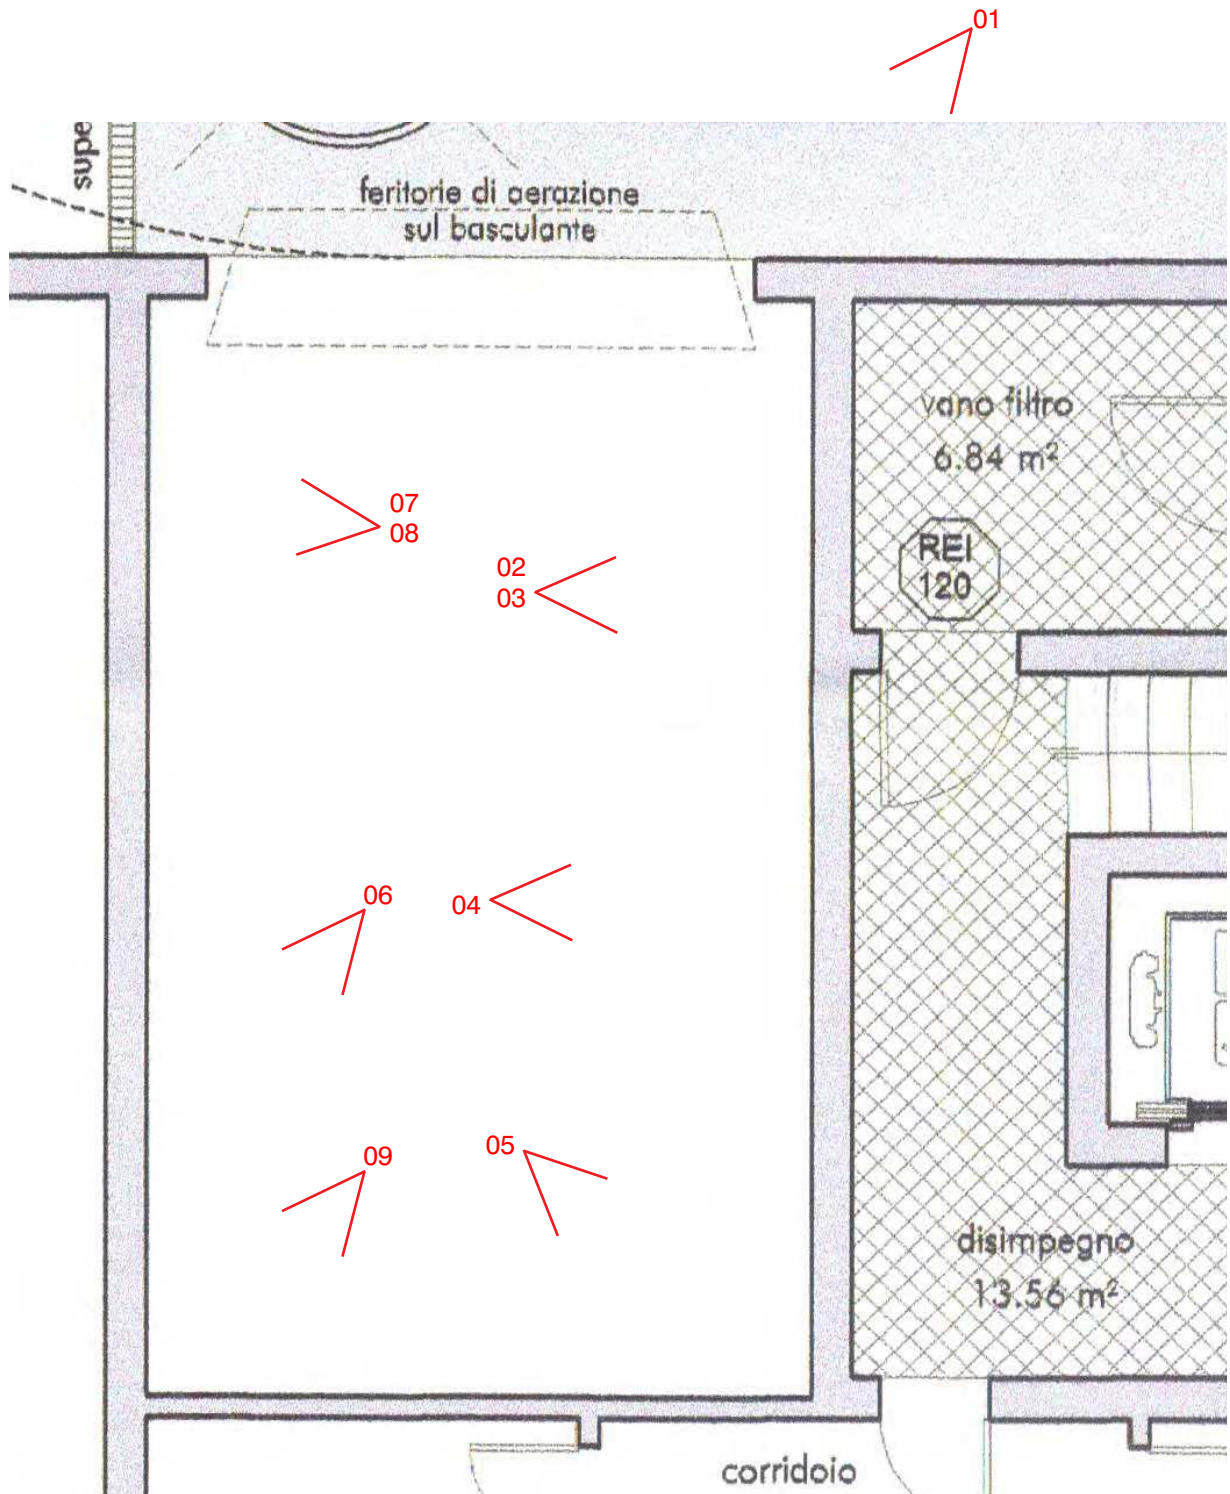 01
supe
feritorie di aerazione
sul basculante
vano filtro
6.84 m²
07
08
REI
120
02
03
06
04
09
05
disimpegno
13.56 m²
corridoio